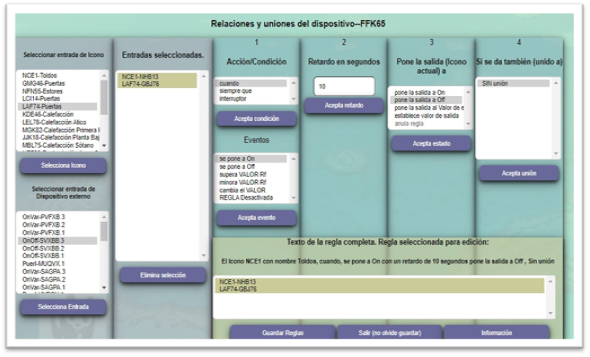 Relaciones y uniones del dispositivo--FFK65
Seleccionar entrada de Icono
NCE1-Toldos
GMG46-Puertas
NFN55-Estores
LCI14-Puertas
LAF74-Puertas
KDE46-Calefacción
LEL78-Calefacción Atico
MGK82-Calefacción Primera
JJK18-Calefacción Planta Baj
MBL75-Calefacción Sótano
Selecciona Icono
Seleccionar entrada de
Dispositivo externo
OnVar-PVFXB.3
OnVar-PVFXB.2
OnVar-PVFXB.1
OnOff-SVXBB.3
OnOff-SVXBB.2
OnOff-SVXBB.1
PuerI-MUQVX.1
OnVar-SAGPA.3
OnVar-SAGPA.2
OnVar-SAGPA.1
Selecciona Entrada
Entradas seleccionadas.
NCE1-NHB13
LAF74-GBJ76
Elimina selección
1
Acción/Condición
cuando
siempre que
interruptor
Acepta condición
Eventos
se pone a On
se pone a Off
supera VALOR Rf
minora VALOR Rf
cambia el VALOR
REGLA Desactivada
Acepta evento
2
Retardo en segundos
10
Acepta retardo
3
Pone la salida (Icono
actual) a
pone la salida a On
pone la salida a Off
pone la salida al Valor de e
establece valor de salida
anula regla
Acepta estado
4
Si se da también (unido a)
SiN unión
Acepta unión
Texto de la regla completa. Regla seleccionada para edición:
El Icono NCE1 con nombre Toldos, cuando, se pone a On con un retardo de 10 segundos pone la salida a Off , Sin unión
NCE1-NHB13
LAF74-GBJ76
Guardar Reglas
Salir (no olvide guardar)
Información